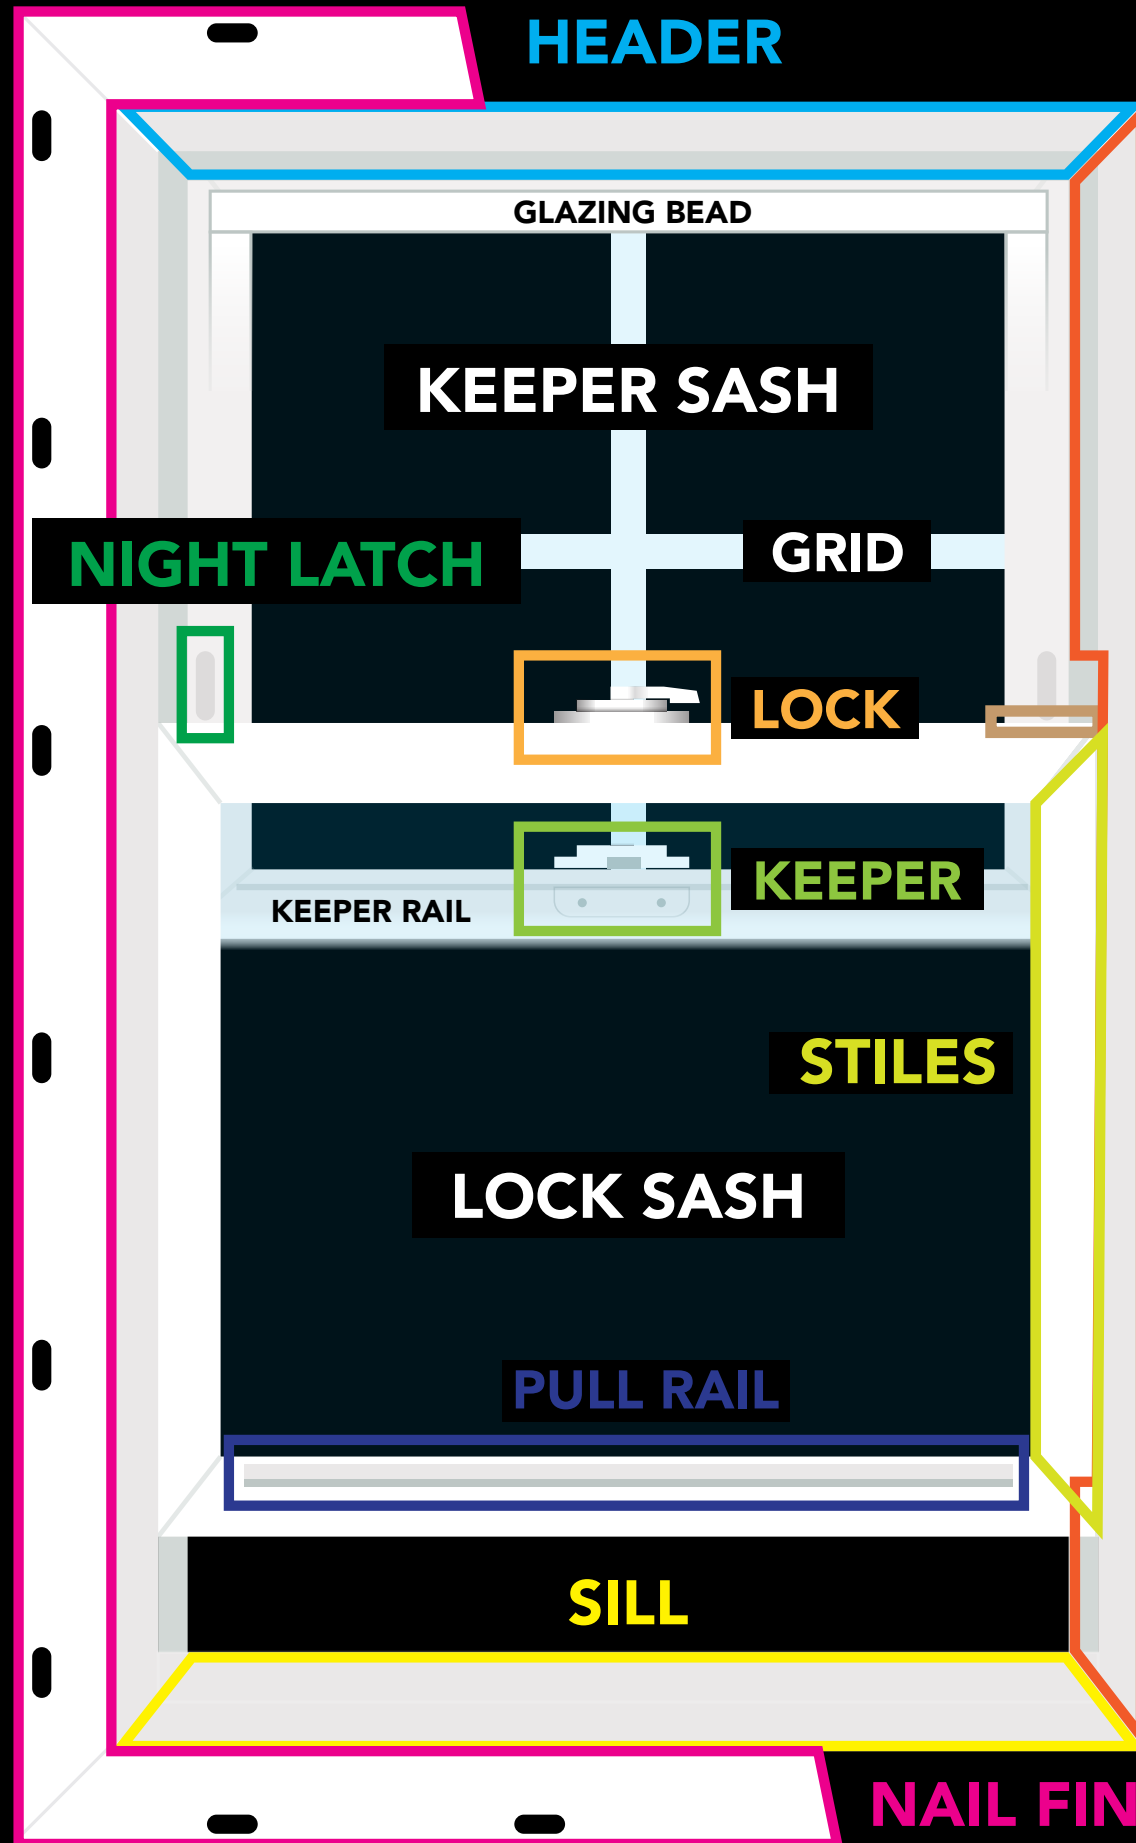 HEADER
GLAZING BEAD
KEEPER SASH
NIGHT LATCH
GRID
LOCK
KEEPER
KEEPER RAIL
STILES
LOCK SASH
PULL RAIL
SILL
NAIL FIN